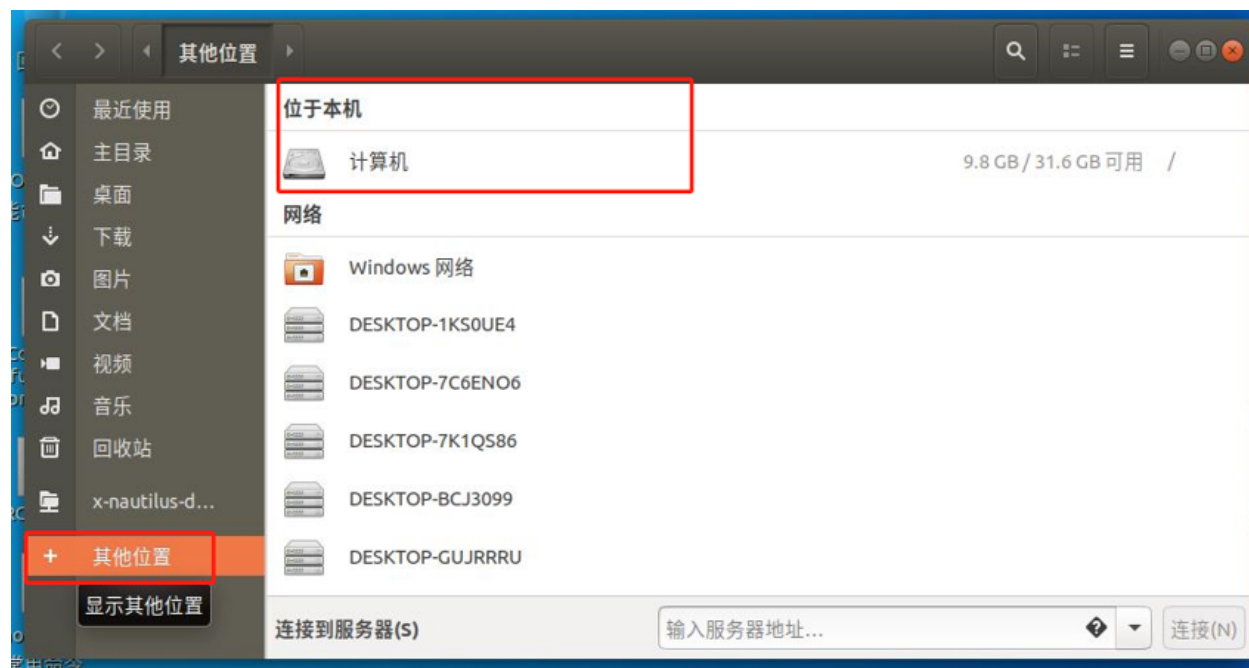 其他位置
最近使用
主目录
桌面
下载
图片
文档
视频
音乐
回收站
x-nautilus-d...
+ 其他位置
显示其他位置
位于本机
计算机 9.8 GB / 31.6 GB 可用 /
网络
Windows 网络
DESKTOP-1KS0UE4
DESKTOP-7C6ENO6
DESKTOP-7K1QS86
DESKTOP-BCJ3099
DESKTOP-GUJRRRU
连接到服务器(S) 输入服务器地址... 连接(N)